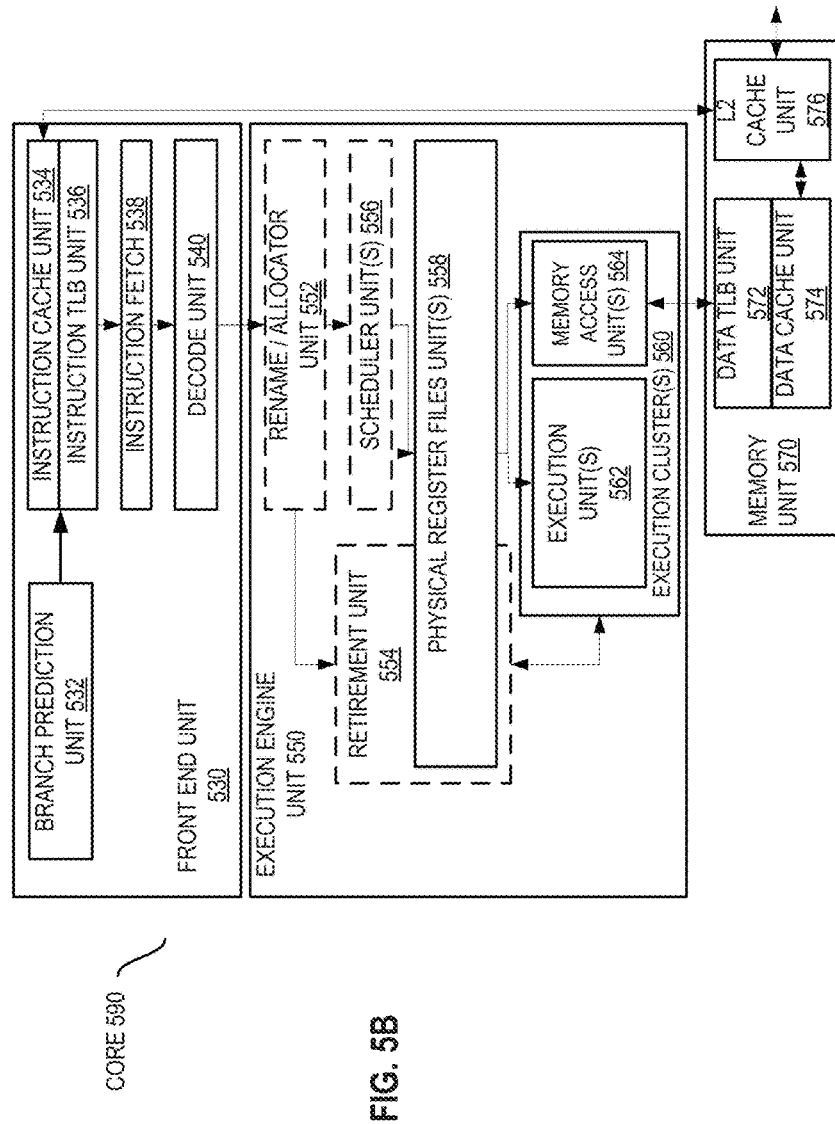 BRANCH PREDICTION
UNIT 532
INSTRUCTION CACHE UNIT 534
INSTRUCTION TLB UNIT 536
INSTRUCTION FETCH 538
DECODE UNIT 540
FRONT END UNIT
530
CORE 590
EXECUTION ENGINE
UNIT 550
RENAME / ALLOCATOR
UNIT 552
SCHEDULER UNIT(S) 556
RETIREMENT UNIT
554
PHYSICAL REGISTER FILES UNIT(S) 558
EXECUTION
UNIT(S)
562
MEMORY
ACCESS
UNIT(S) 564
EXECUTION CLUSTER(S) 560
MEMORY
UNIT 570
DATA TLB UNIT
572
DATA CACHE UNIT
574
L2
CACHE
UNIT
576
FIG. 5B